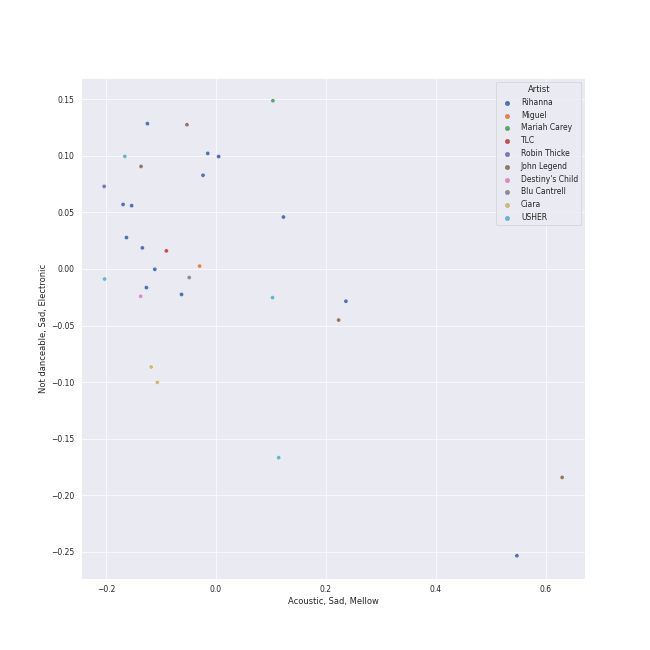 Artist
Rihanna
Miguel
Mariah Carey
TLC
Robin Thicke
John Legend
Destiny's Child
Blu Cantrell
Ciara
USHER
0.15
0.10
0.05
0.00
−0.05
−0.10
−0.15
−0.20
−0.25
Not danceable, Sad, Electronic
−0.2
0.0
0.2
0.4
0.6
Acoustic, Sad, Mellow